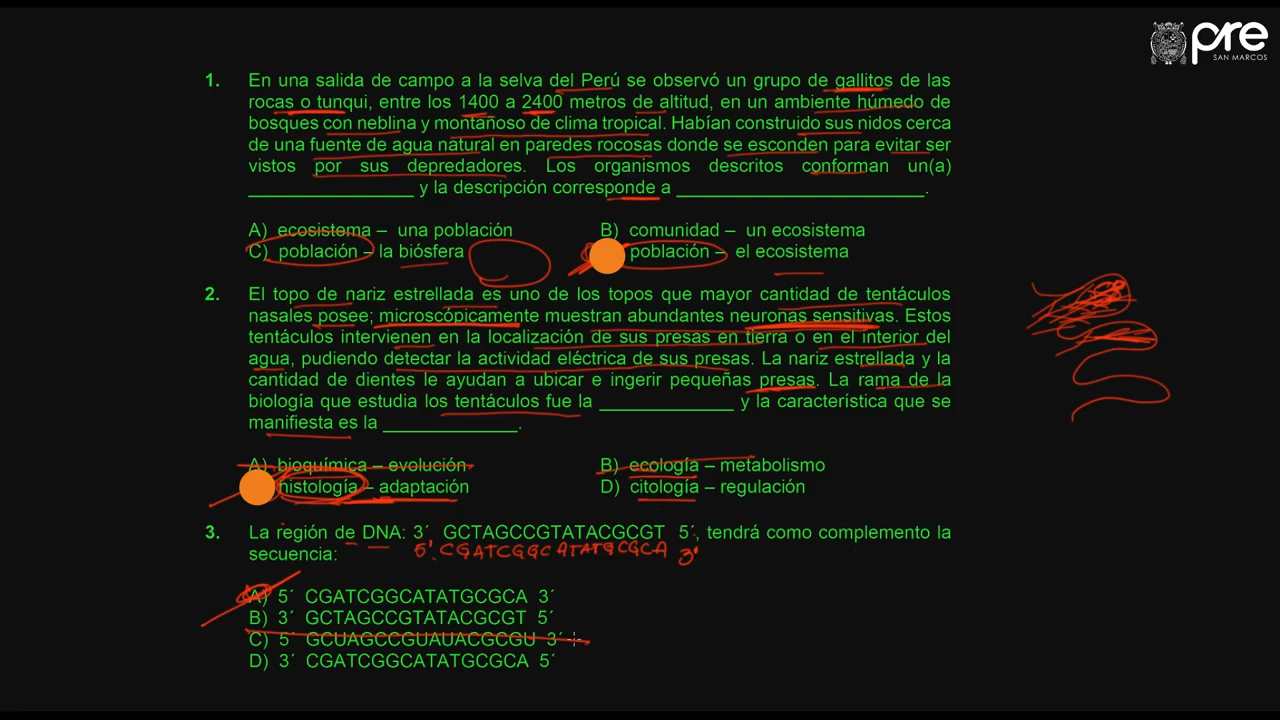 pre
SAN MARCOS
1. En una salida de campo a la selva del Perú se observó un grupo de gallitos de las
rocas o tunqui, entre los 1400 a 2400 metros de altitud, en un ambiente húmedo de
bosques con neblina y montañoso de clima tropical. Habían construido sus nidos cerca
de una fuente de agua natural en paredes rocosas donde se esconden para evitar ser
vistos por sus depredadores. Los organismos descritos conforman un(a)
________________ y la descripción corresponde a ________________________.
A) ecosistema – una población B) comunidad – un ecosistema
C) población – la biósfera población – el ecosistema
2. El topo de nariz estrellada es uno de los topos que mayor cantidad de tentáculos
nasales posee; microscópicamente muestran abundantes neuronas sensitivas. Estos
tentáculos intervienen en la localización de sus presas en tierra o en el interior del
agua, pudiendo detectar la actividad eléctrica de sus presas. La nariz estrellada y la
cantidad de dientes le ayudan a ubicar e ingerir pequeñas presas. La rama de la
biología que estudia los tentáculos fue la _____________ y la característica que se
manifiesta es la _____________.
A) bioquímica – evolución B) ecología – metabolismo
histología – adaptación D) citología – regulación
3. La región de DNA: 3´ GCTAGCCGTATACGCGT 5´, tendrá como complemento la
secuencia: 5' CGATCGGCATATGCGCA 3'
A) 5´ CGATCGGCATATGCGCA 3´
B) 3´ GCTAGCCGTATACGCGT 5´
C) 5´ GCUAGCCGUAUACGCGU 3´
D) 3´ CGATCGGCATATGCGCA 5´